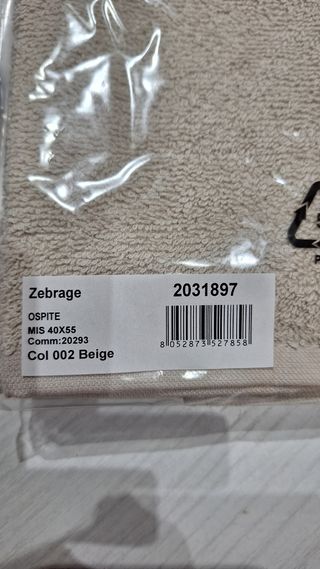 Zebrage
2031897
OSPITE
MIS 40X55
Comm:20293
Col 002 Beige
8 052873 527858